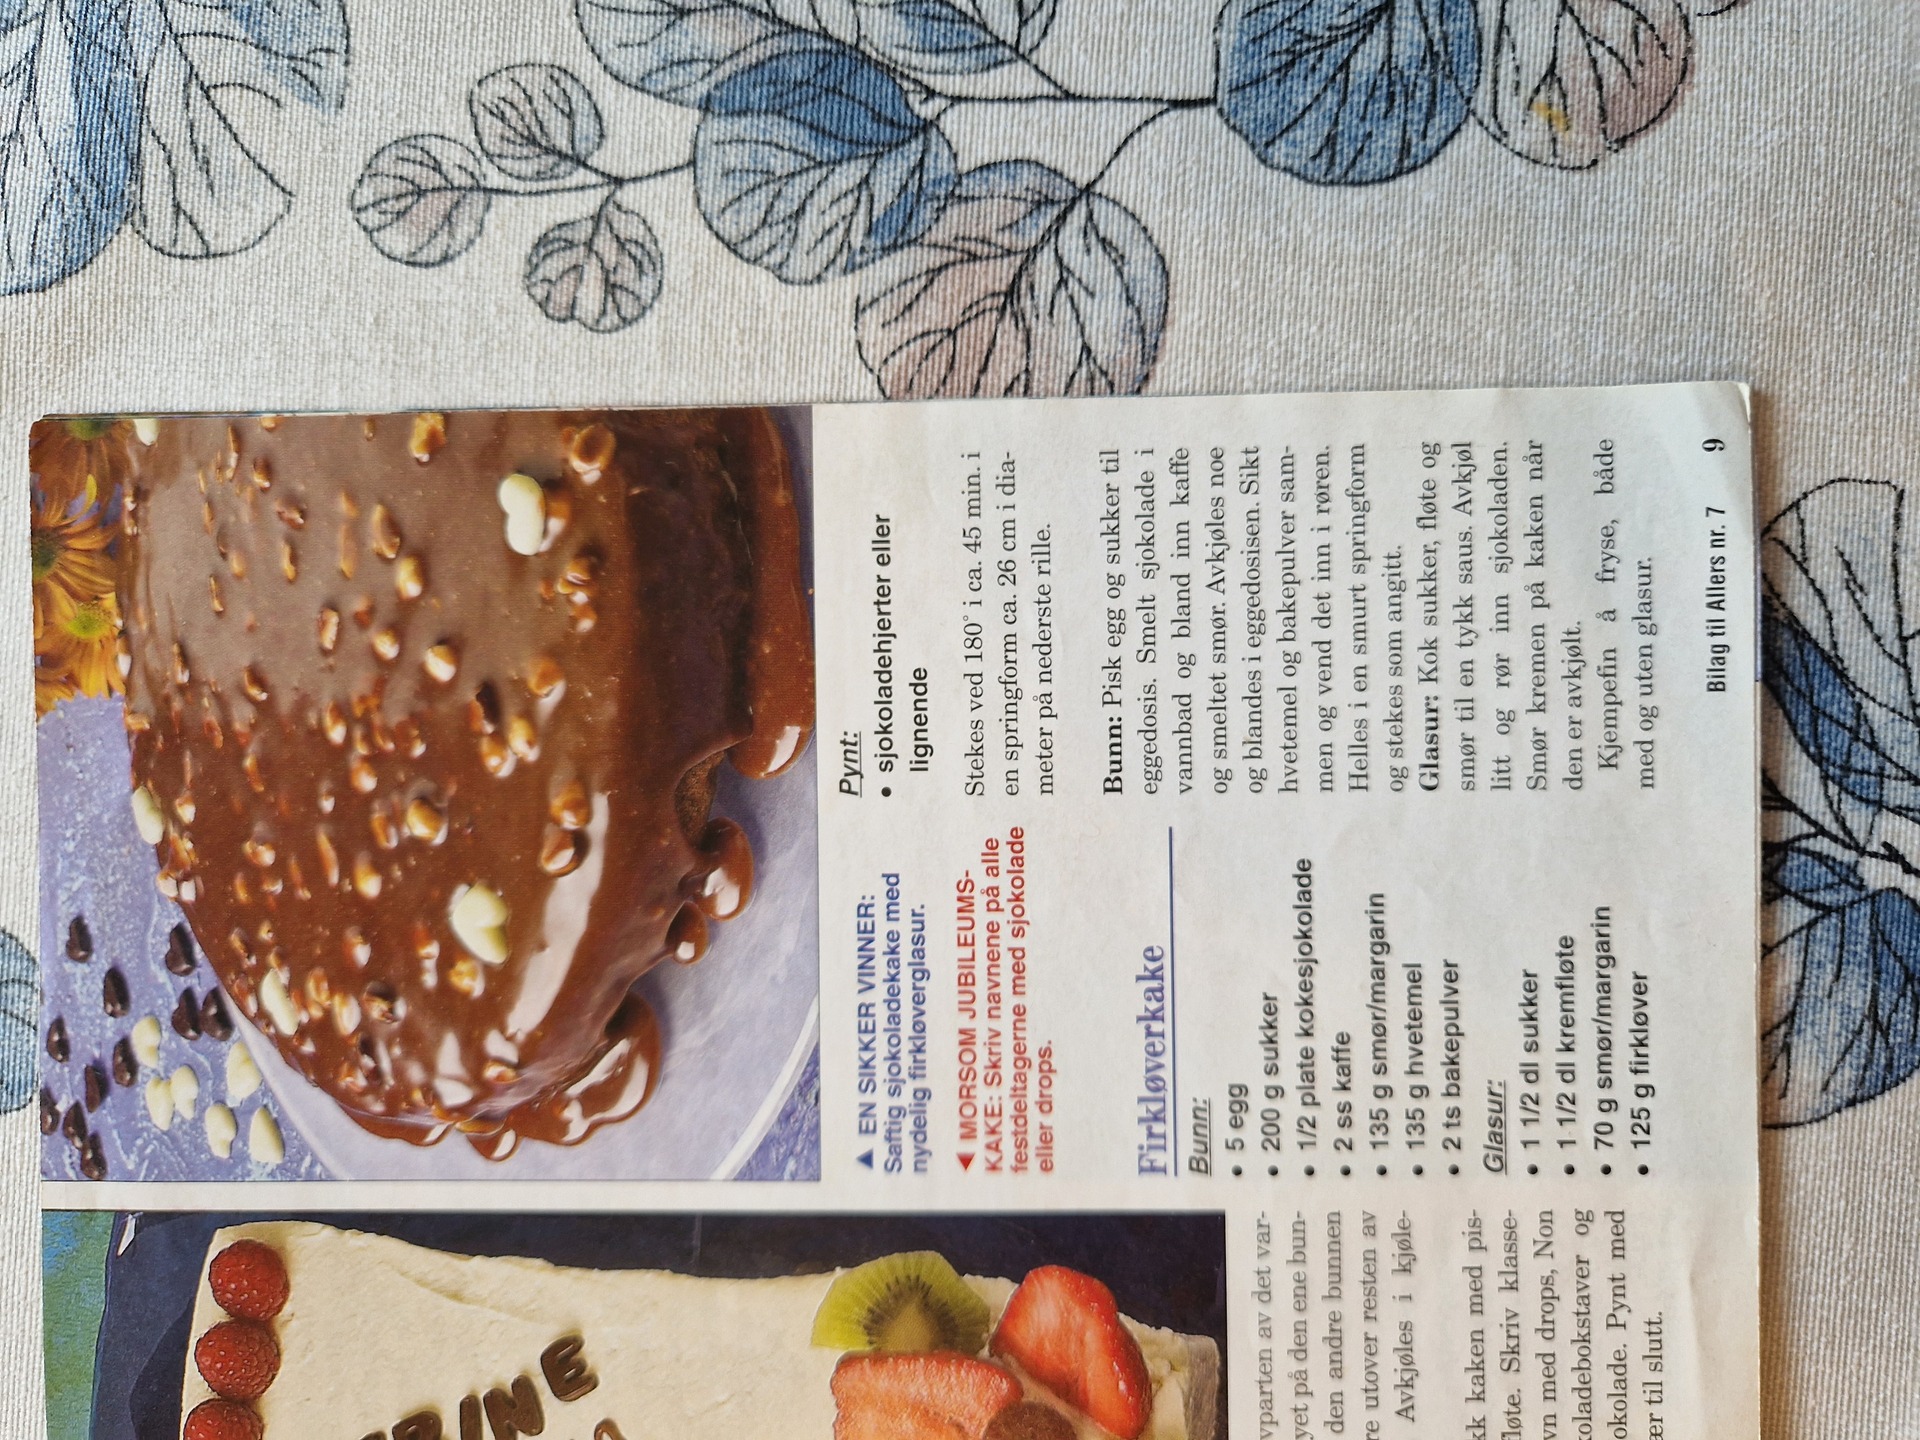 RINE
▲ EN SIKKER VINNER:
Saftig sjokoladekake med
nydelig firkløverglasur.
◄ MORSOM JUBILEUMS-
KAKE: Skriv navnene på alle
festdeltagerne med sjokolade
eller drops.
Firkløverkake
Bunn:
• 5 egg
• 200 g sukker
• 1/2 plate kokesjokolade
• 2 ss kaffe
• 135 g smør/margarin
• 135 g hvetemel
• 2 ts bakepulver
Glasur:
• 1 1/2 dl sukker
• 1 1/2 dl kremfløte
• 70 g smør/margarin
• 125 g firkløver
Pynt:
• sjokoladehjerter eller
lignende
Stekes ved 180° i ca. 45 min. i
en springform ca. 26 cm i dia-
meter på nederste rille.
Bunn: Pisk egg og sukker til
eggedosis. Smelt sjokolade i
vannbad og bland inn kaffe
og smeltet smør. Avkjøles noe
og blandes i eggedosisen. Sikt
hvetemel og bakepulver sam-
men og vend det inn i røren.
Helles i en smurt springform
og stekes som angitt.
Glasur: Kok sukker, fløte og
smør til en tykk saus. Avkjøl
litt og rør inn sjokoladen.
Smør kremen på kaken når
den er avkjølt.
Kjempefin å fryse, både
med og uten glasur.
vparten av det var-
yet på den ene bun-
den andre bunnen
re utover resten av
Avkjøles i kjøle-
kk kaken med pis-
fløte. Skriv klasse-
vn med drops, Non
koladebokstaver og
okolade. Pynt med
ær til slutt.
Bilag til Allers nr. 7 9